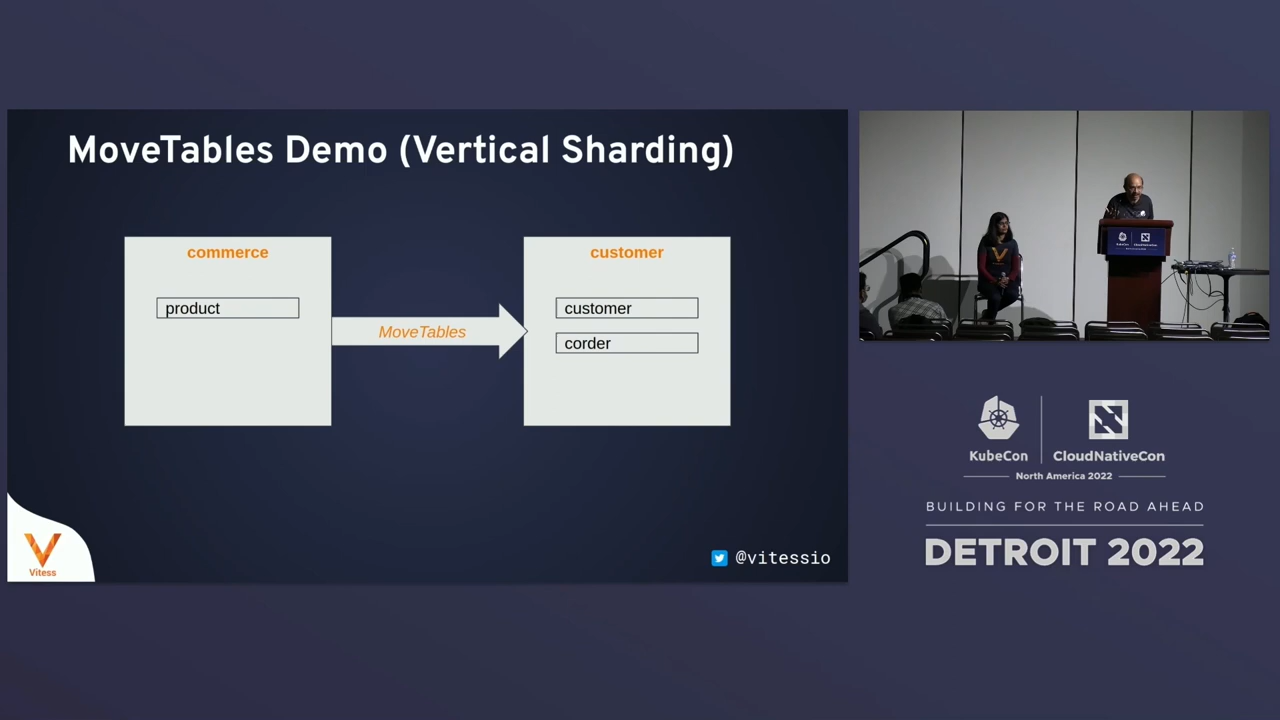 MoveTables Demo (Vertical Sharding)
commerce
product
MoveTables
customer
customer
corder
Vitess
@vitessio
KubeCon
CloudNativeCon
North America 2022
BUILDING FOR THE ROAD AHEAD
DETROIT 2022